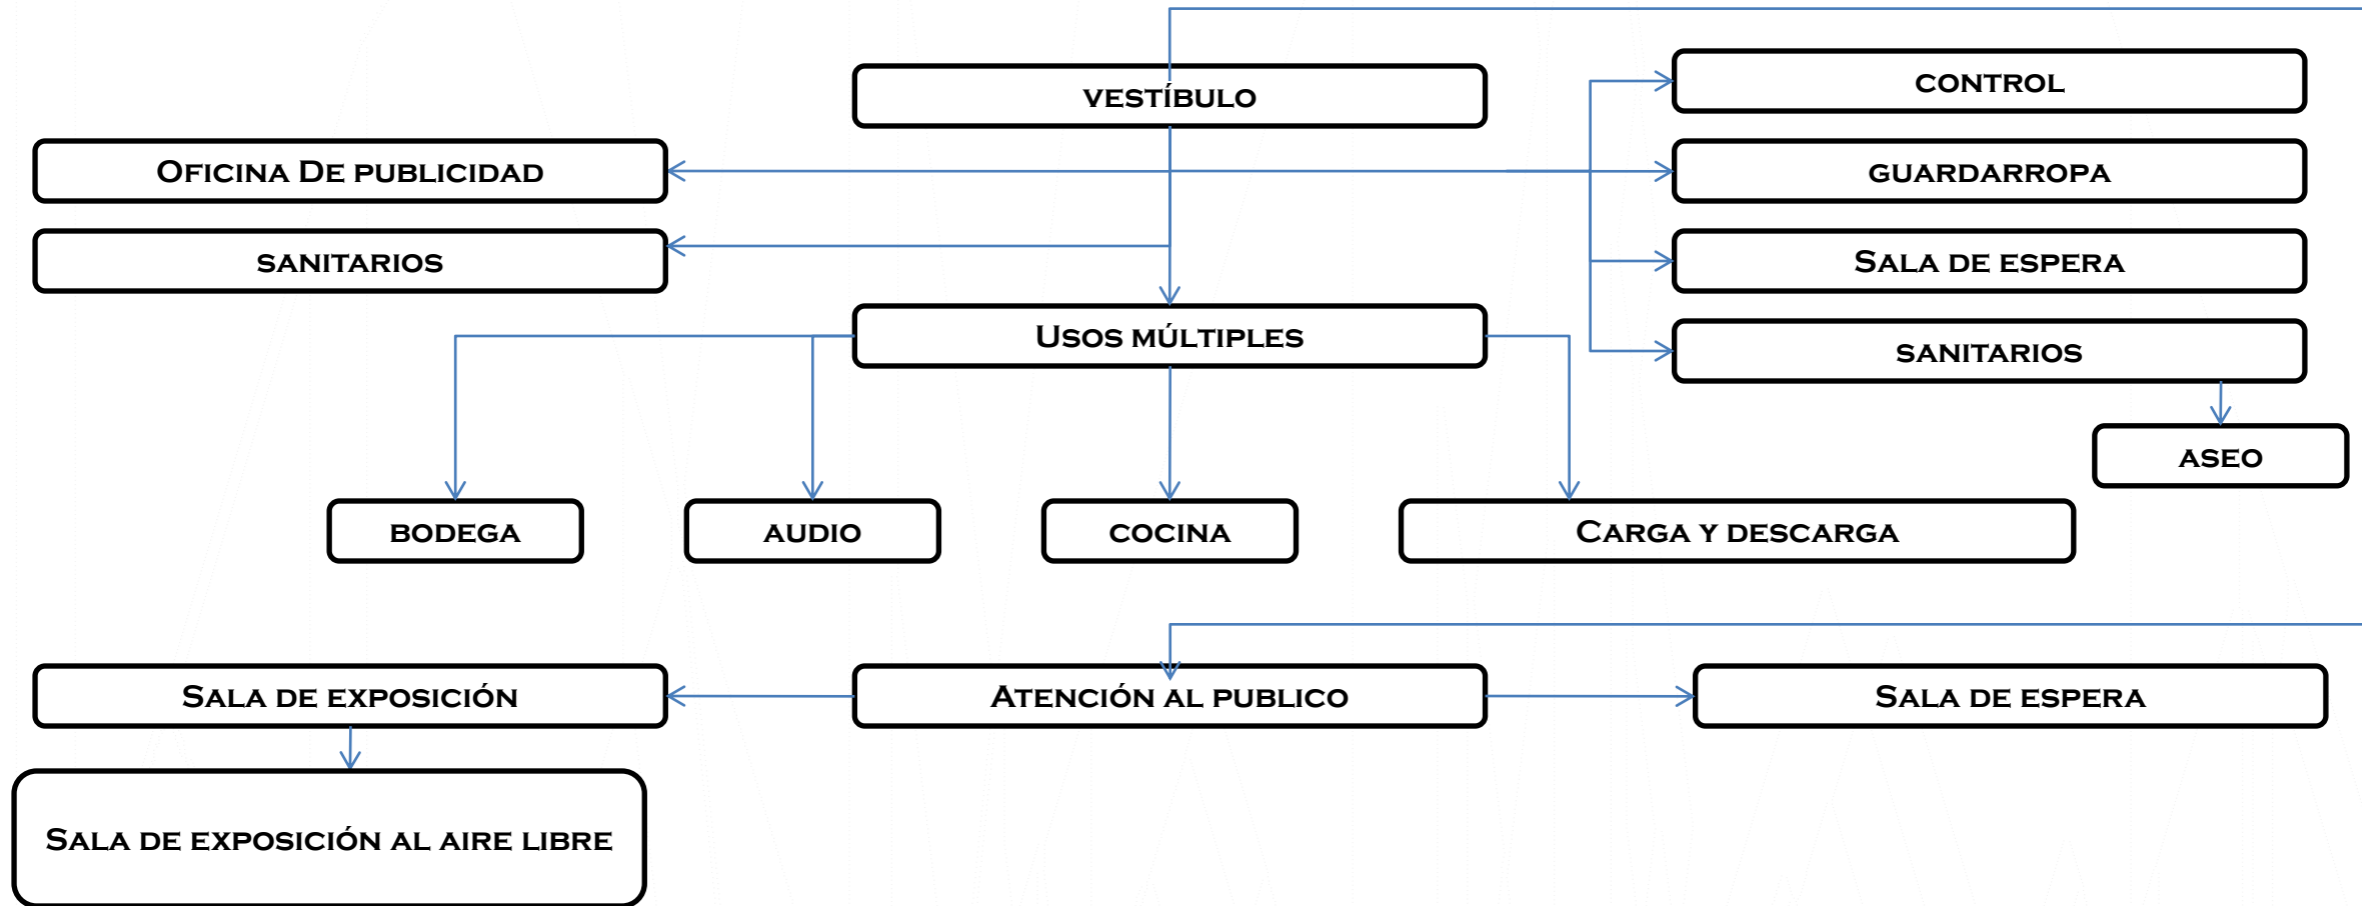 VESTÍBULO
CONTROL
OFICINA DE PUBLICIDAD
GUARDARROPA
SANITARIOS
SALA DE ESPERA
USOS MÚLTIPLES
SANITARIOS
ASEO
BODEGA
AUDIO
COCINA
CARGA Y DESCARGA
SALA DE EXPOSICIÓN
ATENCIÓN AL PUBLICO
SALA DE ESPERA
SALA DE EXPOSICIÓN AL AIRE LIBRE